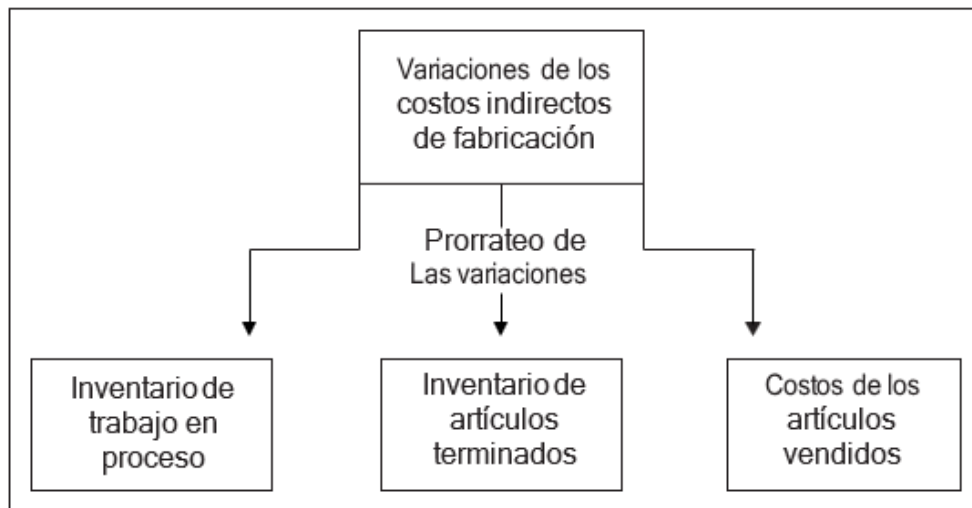 Variaciones de los
costos indirectos
de fabricación
Prorrateo de
Las variaciones
Inventario de
trabajo en
proceso
Inventario de
artículos
terminados
Costos de los
artículos
vendidos